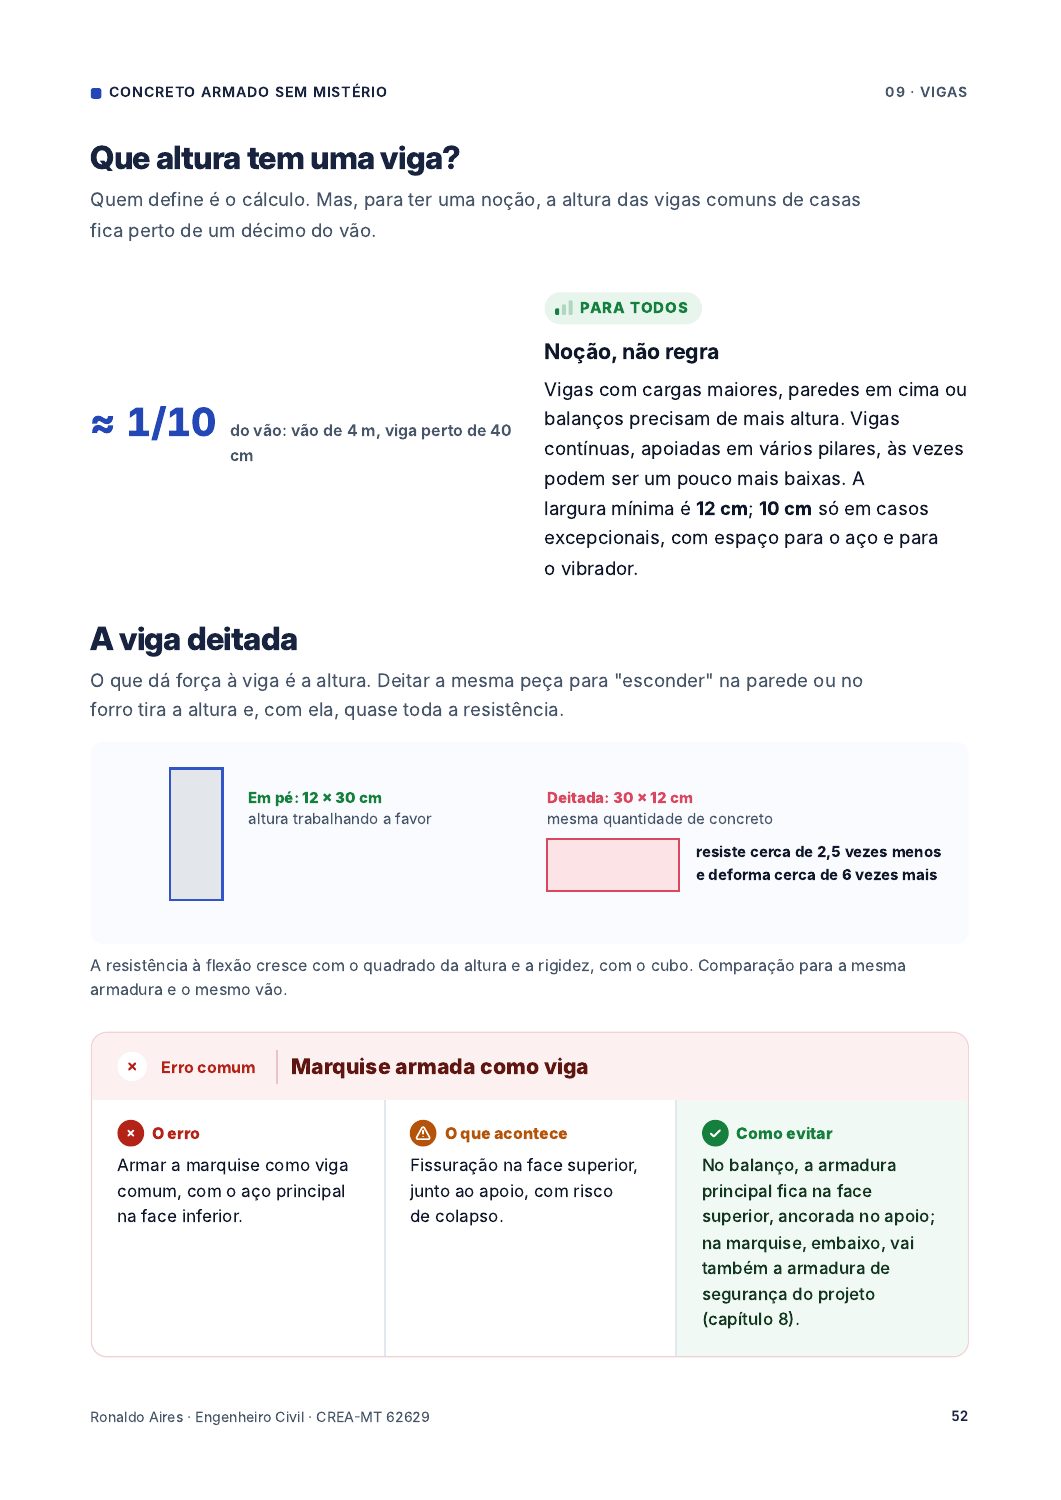 CONCRETO ARMADO SEM MISTÉRIO
09 · VIGAS
Que altura tem uma viga?
Quem define é o cálculo. Mas, para ter uma noção, a altura das vigas comuns de casas
fica perto de um décimo do vão.
≈ 1/10 do vão: vão de 4 m, viga perto de 40
cm
PARA TODOS
Noção, não regra
Vigas com cargas maiores, paredes em cima ou
balanços precisam de mais altura. Vigas
contínuas, apoiadas em vários pilares, às vezes
podem ser um pouco mais baixas. A
largura mínima é 12 cm; 10 cm só em casos
excepcionais, com espaço para o aço e para
o vibrador.
A viga deitada
O que dá força à viga é a altura. Deitar a mesma peça para "esconder" na parede ou no
forro tira a altura e, com ela, quase toda a resistência.
Em pé: 12 × 30 cm
altura trabalhando a favor
Deitada: 30 × 12 cm
mesma quantidade de concreto
resiste cerca de 2,5 vezes menos
e deforma cerca de 6 vezes mais
A resistência à flexão cresce com o quadrado da altura e a rigidez, com o cubo. Comparação para a mesma
armadura e o mesmo vão.
Erro comum
Marquise armada como viga
O erro
Armar a marquise como viga
comum, com o aço principal
na face inferior.
O que acontece
Fissuração na face superior,
junto ao apoio, com risco
de colapso.
Como evitar
No balanço, a armadura
principal fica na face
superior, ancorada no apoio;
na marquise, embaixo, vai
também a armadura de
segurança do projeto
(capítulo 8).
Ronaldo Aires · Engenheiro Civil · CREA-MT 62629
52